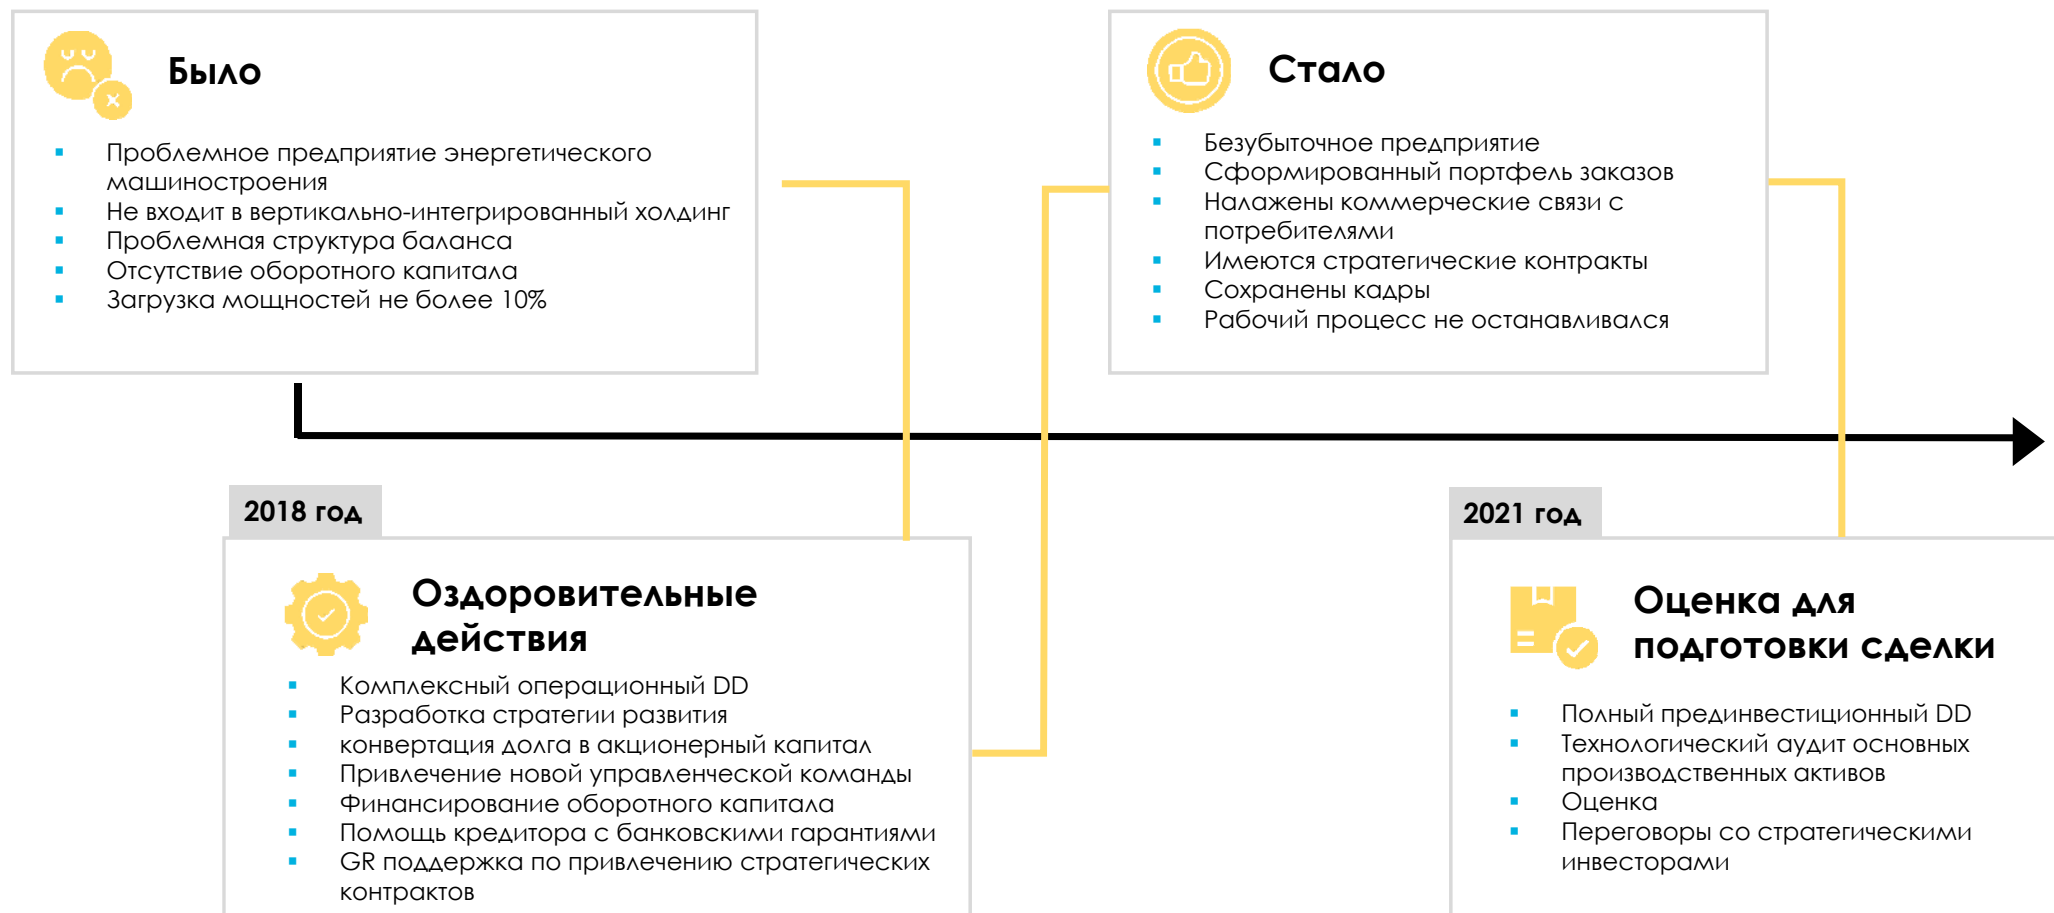 Было
Проблемное предприятие энергетического
машиностроения
Не входит в вертикально-интегрированный холдинг
Проблемная структура баланса
Отсутствие оборотного капитала
Загрузка мощностей не более 10%
Стало
Безубыточное предприятие
Сформированный портфель заказов
Налажены коммерческие связи с
потребителями
Имеются стратегические контракты
Сохранены кадры
Рабочий процесс не останавливался
2018 год
Оздоровительные
действия
Комплексный операционный DD
Разработка стратегии развития
конвертация долга в акционерный капитал
Привлечение новой управленческой команды
Финансирование оборотного капитала
Помощь кредитора с банковскими гарантиями
GR поддержка по привлечению стратегических
контрактов
2021 год
Оценка для
подготовки сделки
Полный прединвестиционный DD
Технологический аудит основных
производственных активов
Оценка
Переговоры со стратегическими
инвесторами